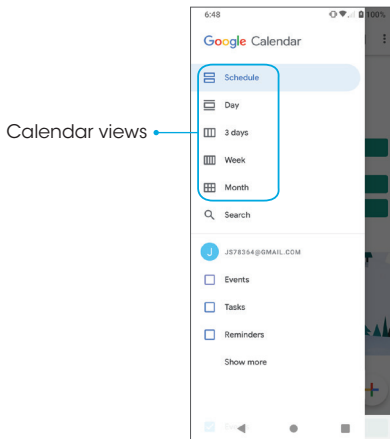 6:48
100%
Google Calendar
Schedule
Day
Calendar views
3 days
Week
Month
Search
J
JS78364@GMAIL.COM
Events
Tasks
Reminders
Show more